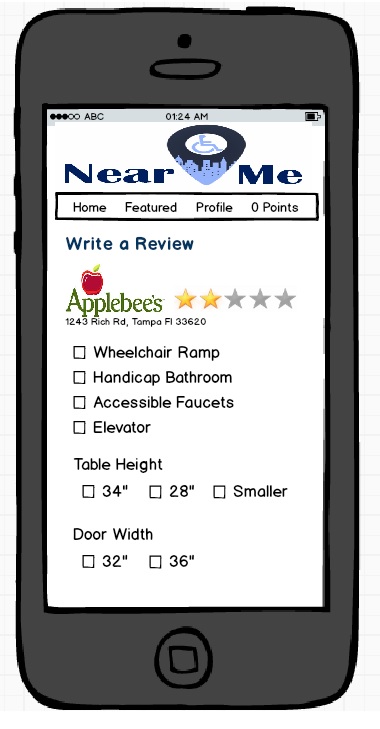 ABC 01:24 AM
Near Me
Home Featured Profile 0 Points
Write a Review
Applebee's
1243 Rich Rd, Tampa Fl 33620
Wheelchair Ramp
Handicap Bathroom
Accessible Faucets
Elevator
Table Height
34" 28" Smaller
Door Width
32" 36"